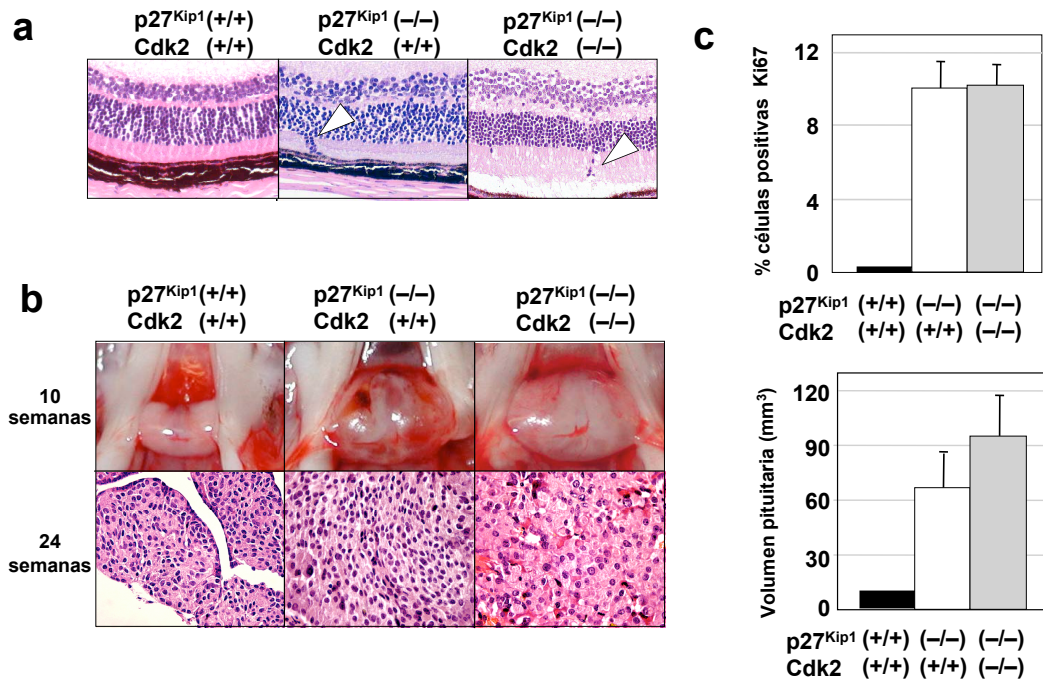 a
p27Kip1 (+/+) p27Kip1 (–/–) p27Kip1 (–/–)
Cdk2 (+/+) Cdk2 (+/+) Cdk2 (–/–)
b
p27Kip1 (+/+) p27Kip1 (–/–) p27Kip1 (–/–)
Cdk2 (+/+) Cdk2 (+/+) Cdk2 (–/–)
10
semanas
24
semanas
c
% células positivas Ki67
12
8
4
0
p27Kip1 (+/+) (–/–) (–/–)
Cdk2 (+/+) (+/+) (–/–)
Volumen pituitaria (mm³)
120
90
60
30
0
p27Kip1 (+/+) (–/–) (–/–)
Cdk2 (+/+) (+/+) (–/–)